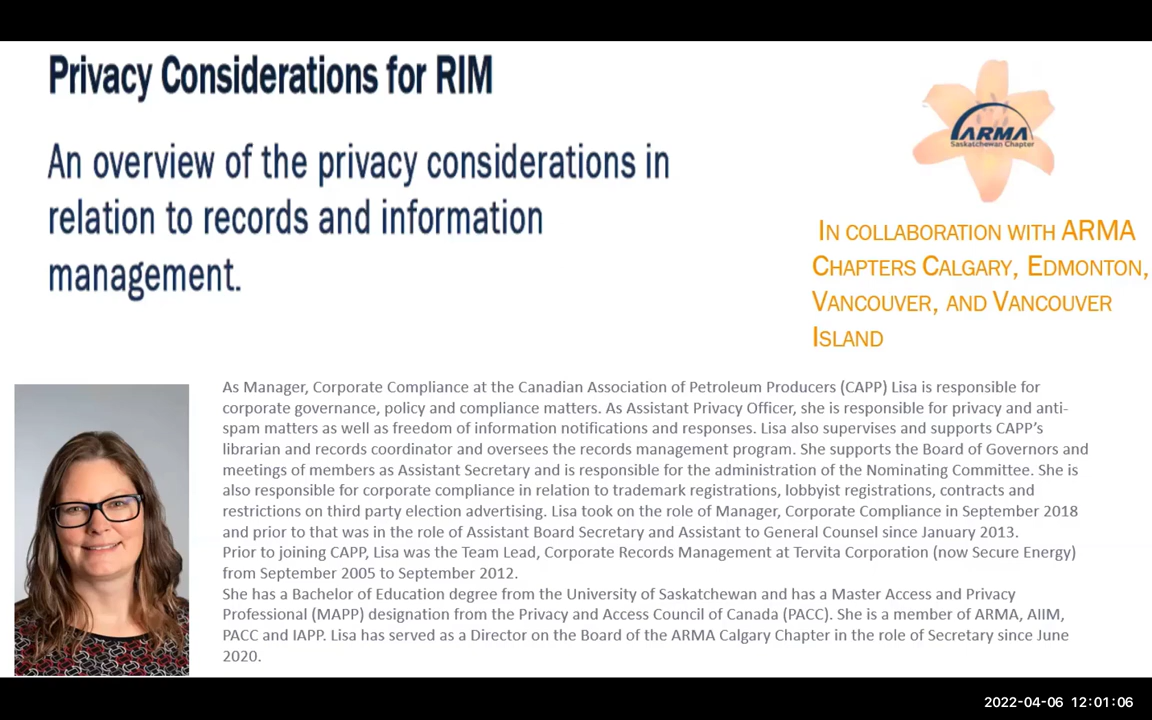 Privacy Considerations for RIM
An overview of the privacy considerations in
relation to records and information
management.
ARMA
Saskatchewan Chapter
IN COLLABORATION WITH ARMA
CHAPTERS CALGARY, EDMONTON,
VANCOUVER, AND VANCOUVER
ISLAND
As Manager, Corporate Compliance at the Canadian Association of Petroleum Producers (CAPP) Lisa is responsible for
corporate governance, policy and compliance matters. As Assistant Privacy Officer, she is responsible for privacy and anti-
spam matters as well as freedom of information notifications and responses. Lisa also supervises and supports CAPP's
librarian and records coordinator and oversees the records management program. She supports the Board of Governors and
meetings of members as Assistant Secretary and is responsible for the administration of the Nominating Committee. She is
also responsible for corporate compliance in relation to trademark registrations, lobbyist registrations, contracts and
restrictions on third party election advertising. Lisa took on the role of Manager, Corporate Compliance in September 2018
and prior to that was in the role of Assistant Board Secretary and Assistant to General Counsel since January 2013.
Prior to joining CAPP, Lisa was the Team Lead, Corporate Records Management at Tervita Corporation (now Secure Energy)
from September 2005 to September 2012.
She has a Bachelor of Education degree from the University of Saskatchewan and has a Master Access and Privacy
Professional (MAPP) designation from the Privacy and Access Council of Canada (PACC). She is a member of ARMA, AIIM,
PACC and IAPP. Lisa has served as a Director on the Board of the ARMA Calgary Chapter in the role of Secretary since June
2020.
2022-04-06 12:01:06